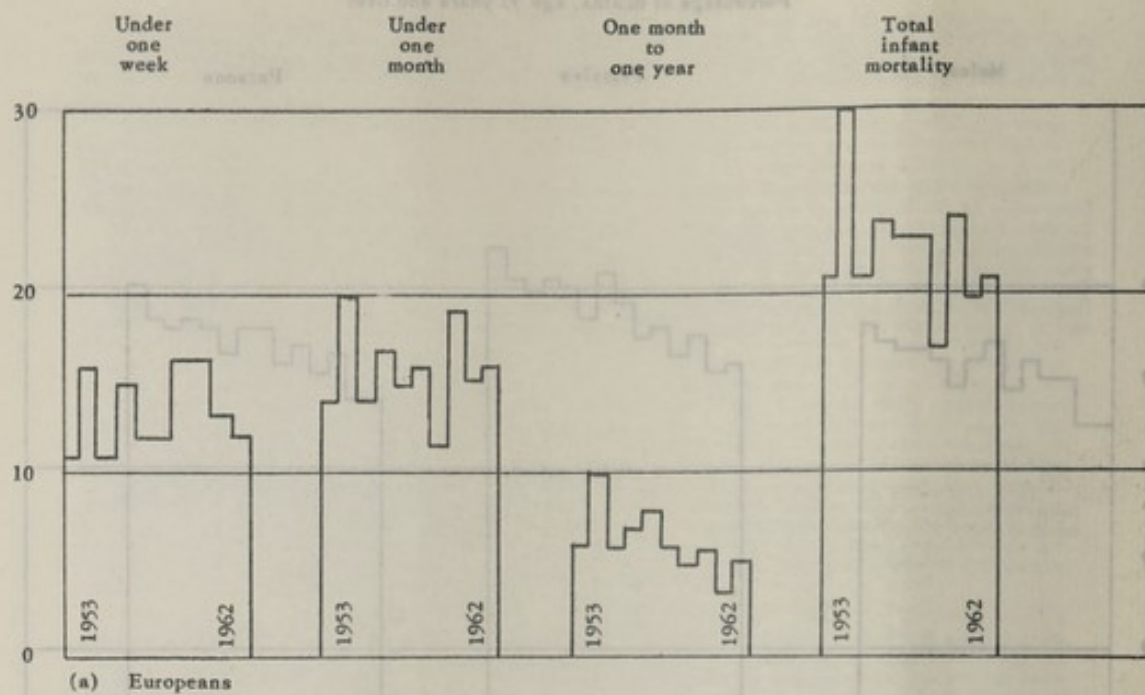 Under
one
week
Under
one
month
One month
to
one year
Total
infant
mortality
30
20
10
0
1953
1962
1953
1962
1953
1962
1953
1962
(a) Europeans